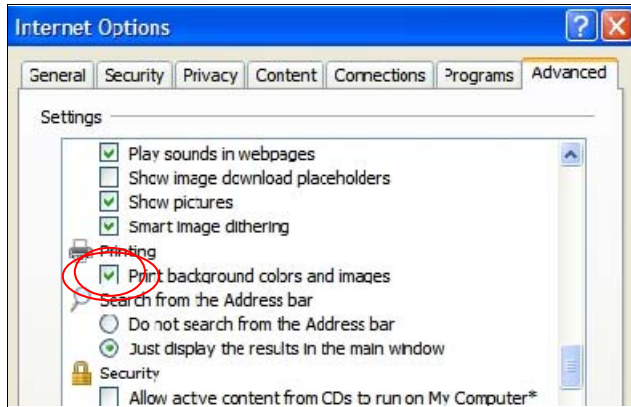 Internet Options
General Security Privacy Content Connections Programs Advanced
Settings
Play sounds in webpages
Show image download placeholders
Show pictures
Smart image dithering
Printing
Print background colors and images
Search from the Address bar
Do not search from the Address bar
Just display the results in the main window
Security
Allow active content from CDs to run on My Computer*